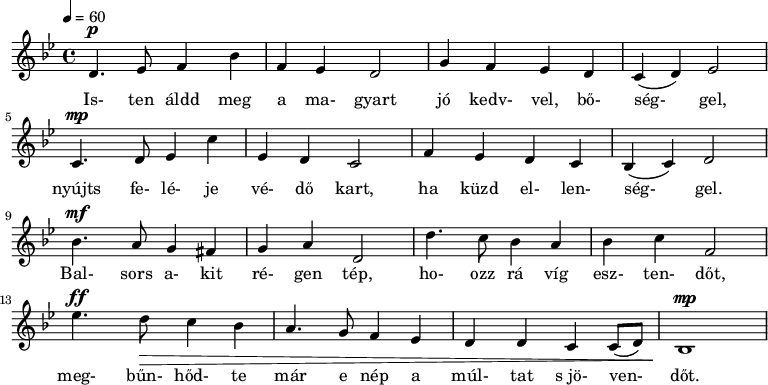 ♩ = 60
p
Is- ten áldd meg a ma- gyart jó kedv- vel, bő- ség- gel,
5
mp
nyújts fe- lé- je vé- dő kart, ha küzd el- len- ség- gel.
9
mf
Bal- sors a- kit ré- gen tép, ho- ozz rá víg esz- ten- dőt,
13
ff mp
meg- bűn- hőd- te már e nép a múl- tat s_jö- ven- dőt.